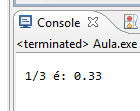 Console
<terminated> Aula.exe
1/3 é: 0.33